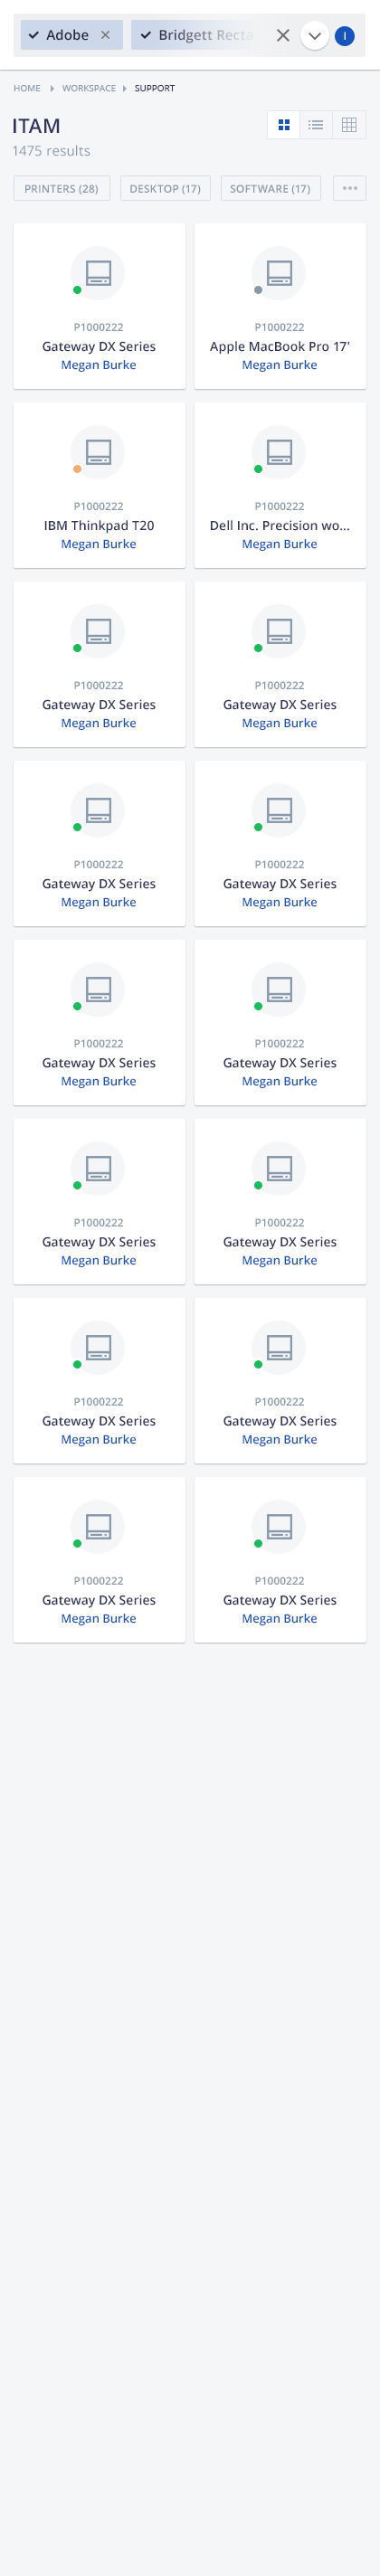 Adobe Bridgett Recta I
HOME WORKSPACE SUPPORT
ITAM
1475 results
PRINTERS (28) DESKTOP (17) SOFTWARE (17)
P1000222
Gateway DX Series
Megan Burke
P1000222
Apple MacBook Pro 17'
Megan Burke
P1000222
IBM Thinkpad T20
Megan Burke
P1000222
Dell Inc. Precision wo...
Megan Burke
P1000222
Gateway DX Series
Megan Burke
P1000222
Gateway DX Series
Megan Burke
P1000222
Gateway DX Series
Megan Burke
P1000222
Gateway DX Series
Megan Burke
P1000222
Gateway DX Series
Megan Burke
P1000222
Gateway DX Series
Megan Burke
P1000222
Gateway DX Series
Megan Burke
P1000222
Gateway DX Series
Megan Burke
P1000222
Gateway DX Series
Megan Burke
P1000222
Gateway DX Series
Megan Burke
P1000222
Gateway DX Series
Megan Burke
P1000222
Gateway DX Series
Megan Burke